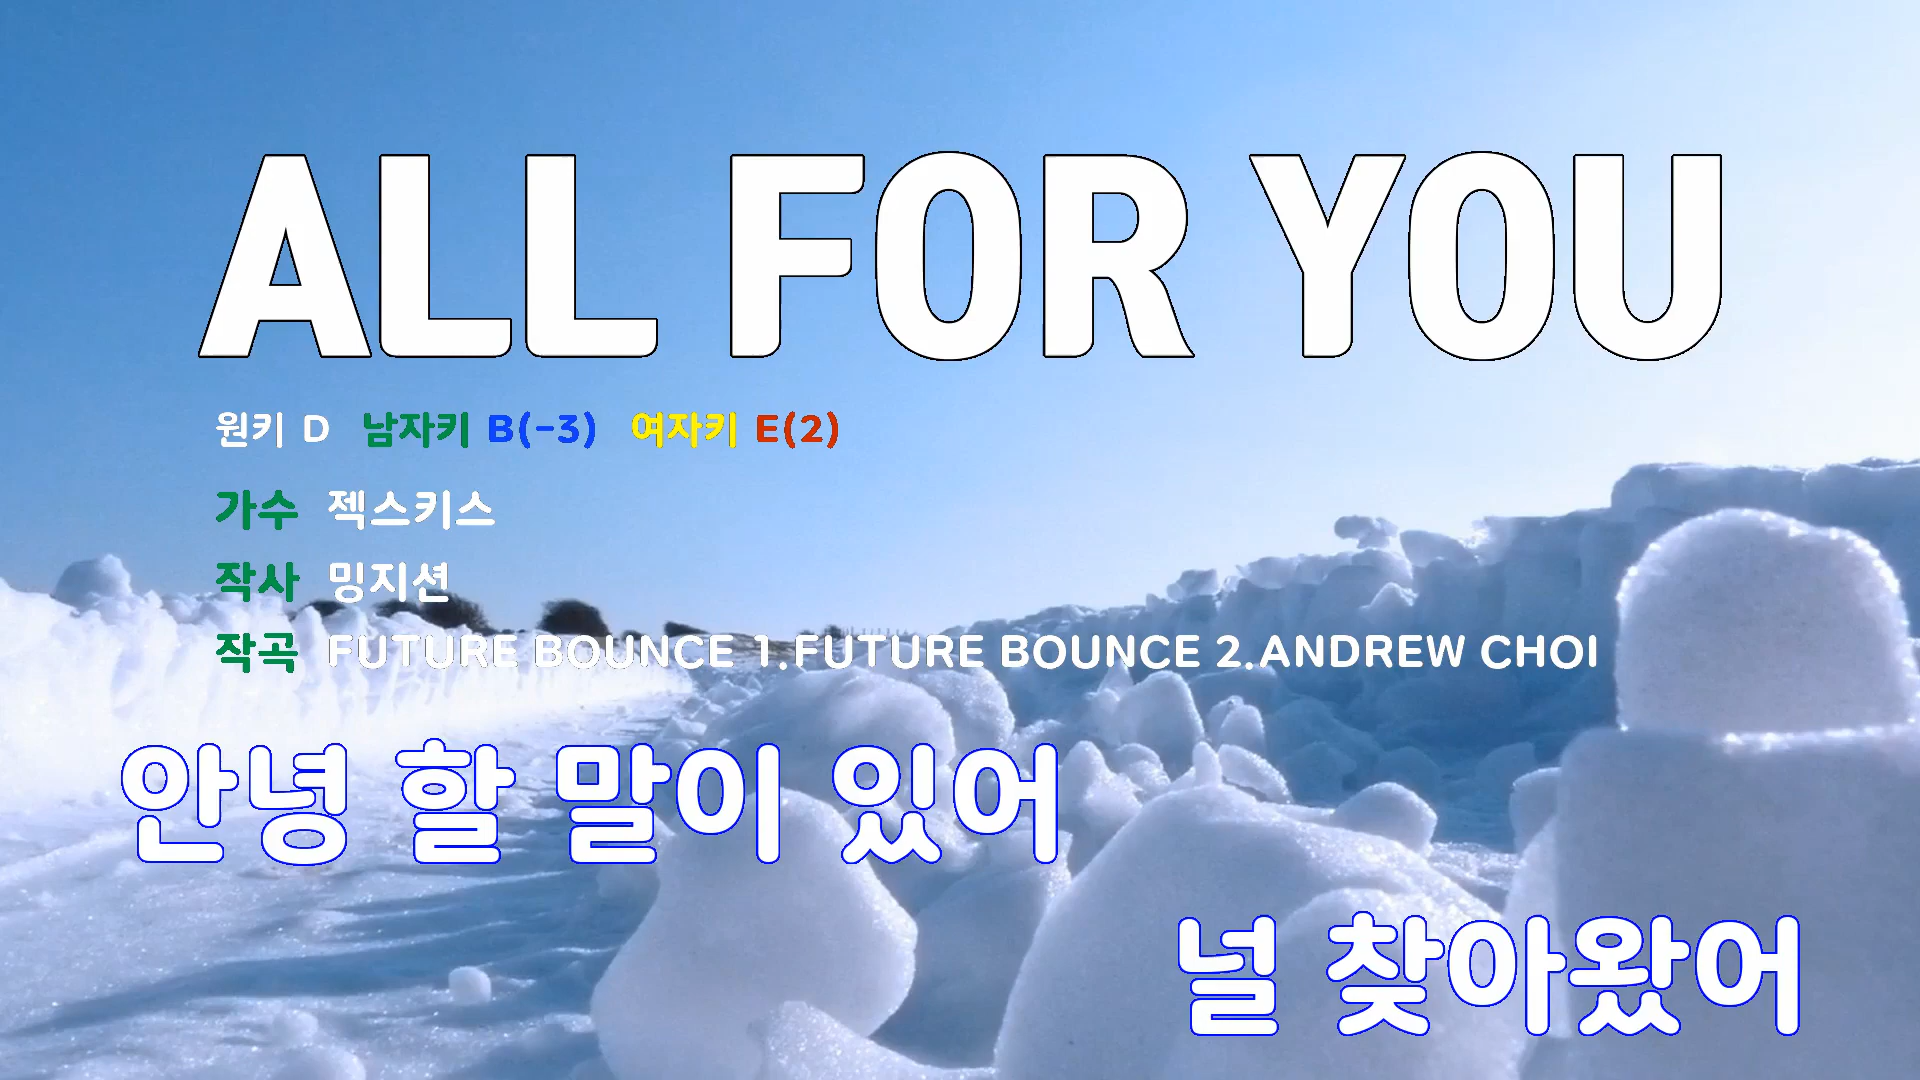 ALL FOR YOU
원키 D 남자키 B(-3) 여자키 E(2)
가수 젝스키스
작사 밍지션
작곡 FUTURE BOUNCE 1.FUTURE BOUNCE 2.ANDREW CHOI
안녕 할 말이 있어
널 찾아왔어